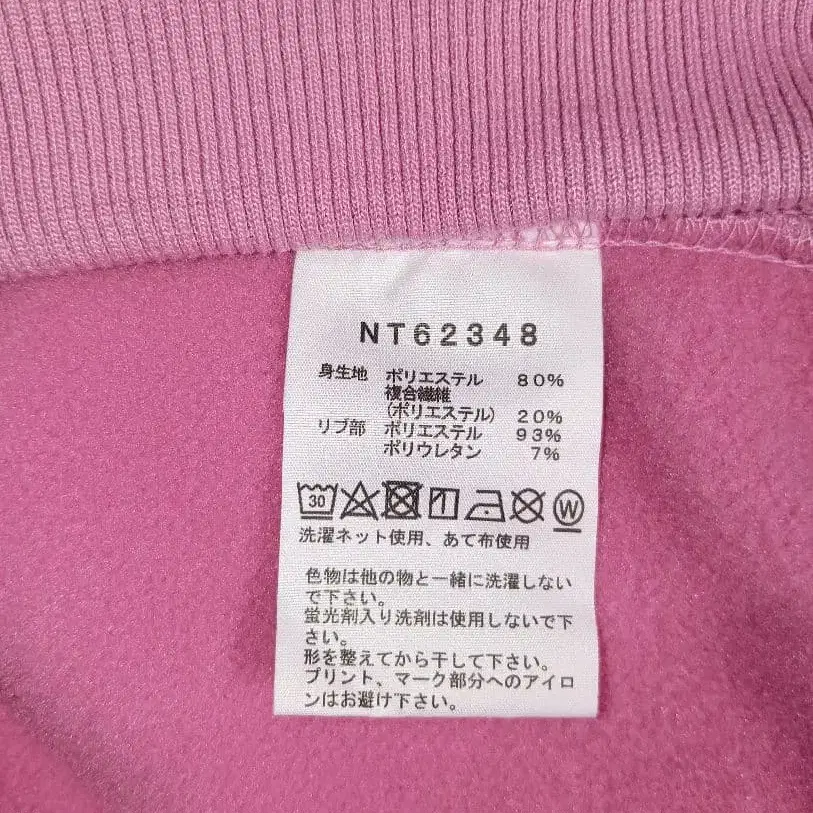 NT62348
身生地 ポリエステル 80%
複合繊維
(ポリエステル) 20%
リブ部 ポリエステル 93%
ポリウレタン 7%
30 W
洗濯ネット使用、あて布使用
色物は他の物と一緒に洗濯しない
で下さい。
蛍光剤入り洗剤は使用しないで下
さい。
形を整えてから干して下さい。
プリント、マーク部分へのアイロ
ンはお避け下さい。